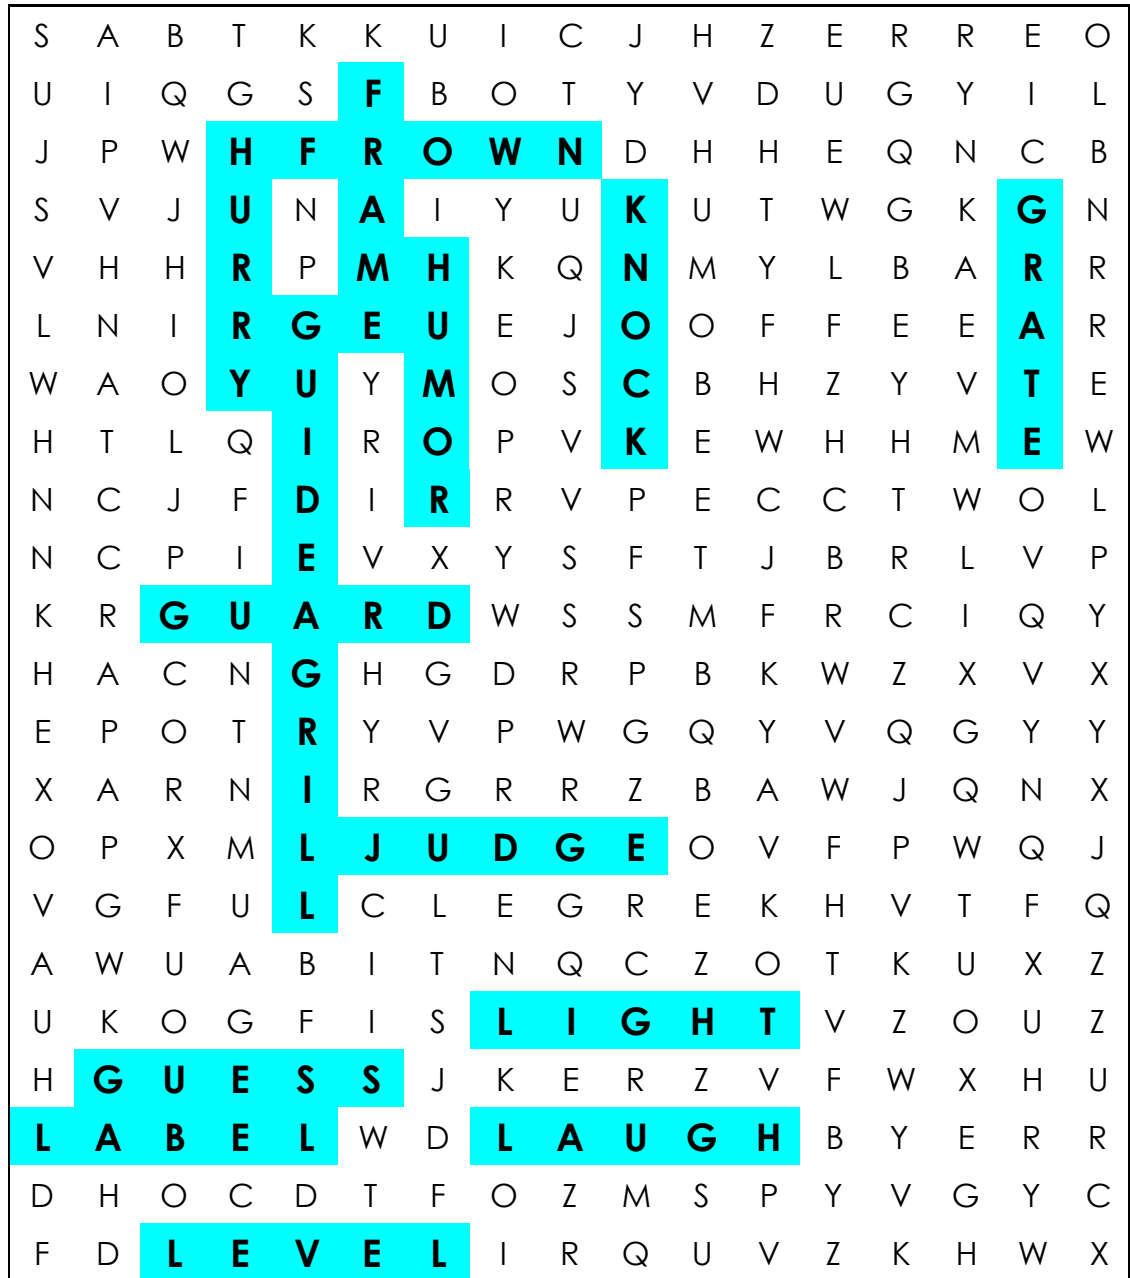 S A B T K K U I C J H Z E R R E O
U I Q G S F B O T Y V D U G Y I L
J P W H F R O W N D H H E Q N C B
S V J U N A I Y U K U T W G K G N
V H H R P M H K Q N M Y L B A R R
L N I R G E U E J O O F F E E A R
W A O Y U Y M O S C B H Z Y V T E
H T L Q I R O P V K E W H H M E W
N C J F D I R R V P E C C T W O L
N C P I E V X Y S F T J B R L V P
K R G U A R D W S S M F R C I Q Y
H A C N G H G D R P B K W Z X V X
E P O T R Y V P W G Q Y V Q G Y Y
X A R N I R G R R Z B A W J Q N X
O P X M L J U D G E O V F P W Q J
V G F U L C L E G R E K H V T F Q
A W U A B I T N Q C Z O T K U X Z
U K O G F I S L I G H T V Z O U Z
H G U E S S J K E R Z V F W X H U
L A B E L W D L A U G H B Y E R R
D H O C D T F O Z M S P Y V G Y C
F D L E V E L I R Q U V Z K H W X